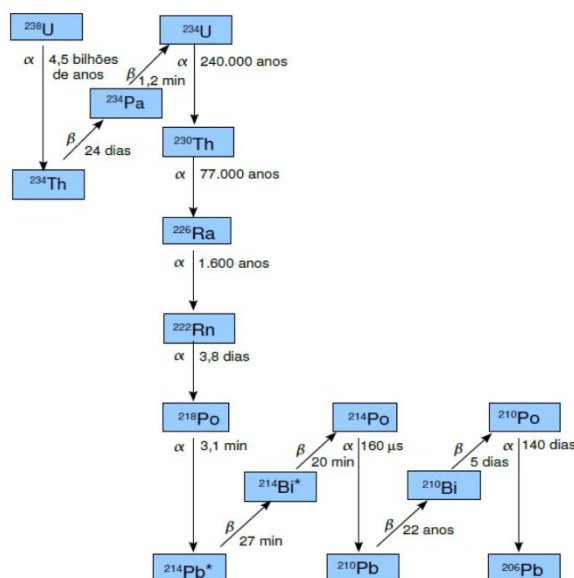 ²³⁸U
²³⁴U
α 4,5 bilhões
de anos
β
1,2 min
α 240.000 anos
²³⁴Pa
β
24 dias
²³⁴Th
²³⁰Th
α 77.000 anos
²²⁶Ra
α 1.600 anos
²²²Rn
α 3,8 dias
²¹⁸Po
²¹⁴Po
²¹⁰Po
α 3,1 min
β
20 min
α 160 µs
β
5 dias
α 140 dias
²¹⁴Bi*
²¹⁰Bi
β
27 min
β
22 anos
²¹⁴Pb*
²¹⁰Pb
²⁰⁶Pb